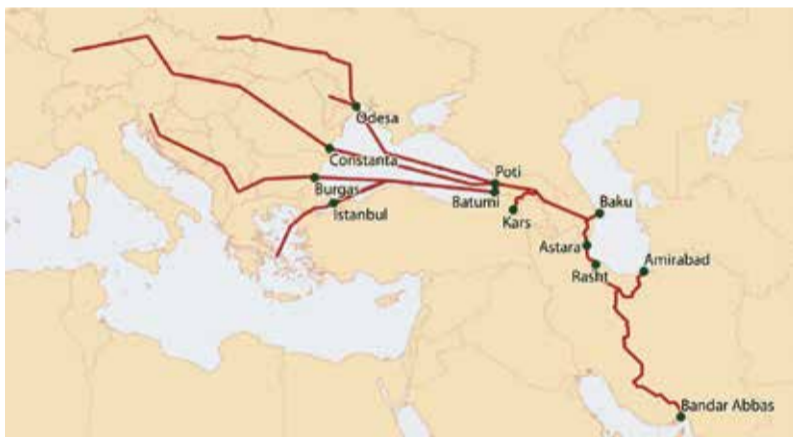 Odesa
Constanta
Poti
Burgas
Batumi
Baku
Istanbul
Kars
Astara
Amirabad
Rasht
Bandar Abbas